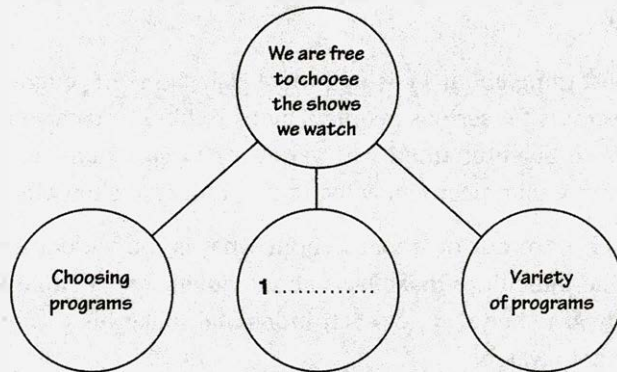 We are free
to choose
the shows
we watch
Choosing
programs
1..............
Variety
of programs